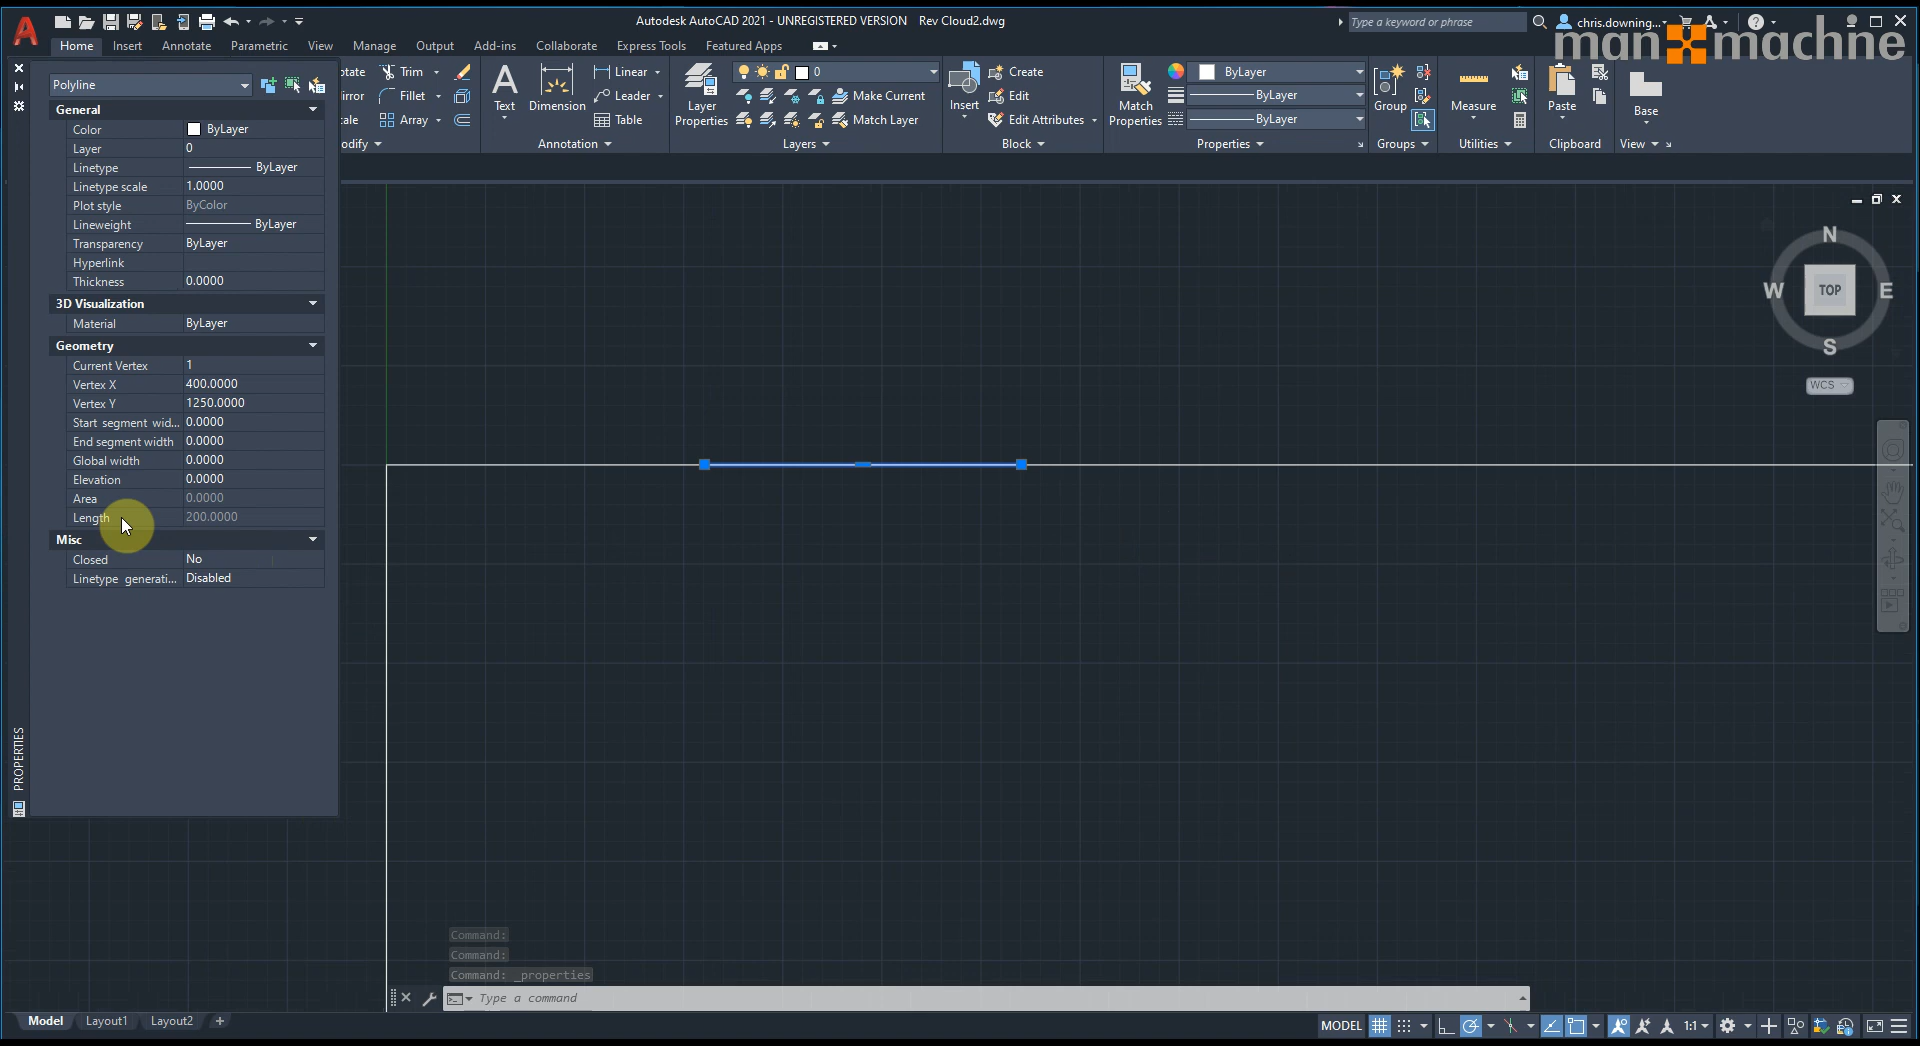 Autodesk AutoCAD 2021 - UNREGISTERED VERSION Rev Cloud2.dwg
Type a keyword or phrase
chris.downing...
man machne
Home Insert Annotate Parametric View Manage Output Add-ins Collaborate Express Tools Featured Apps
Polyline
General
Color ByLayer
Layer 0
Linetype ByLayer
Linetype scale 1.0000
Plot style ByColor
Lineweight ByLayer
Transparency ByLayer
Hyperlink
Thickness 0.0000
3D Visualization
Material ByLayer
Geometry
Current Vertex 1
Vertex X 400.0000
Vertex Y 1250.0000
Start segment wid... 0.0000
End segment width 0.0000
Global width 0.0000
Elevation 0.0000
Area 0.0000
Length 200.0000
Misc
Closed No
Linetype generati... Disabled
PROPERTIES
otate Trim
irror Fillet
cale Array
odify
Text
Dimension
Linear
Leader
Table
Annotation
Layer
Properties
0
Make Current
Match Layer
Layers
Insert
Create
Edit
Edit Attributes
Block
Match
Properties
ByLayer
ByLayer
ByLayer
Properties
Group
Groups
Measure
Utilities
Paste
Clipboard
Base
View
N
W TOP E
S
WCS
Command:
Command:
Command: _properties
Type a command
Model Layout1 Layout2 +
MODEL 1:1